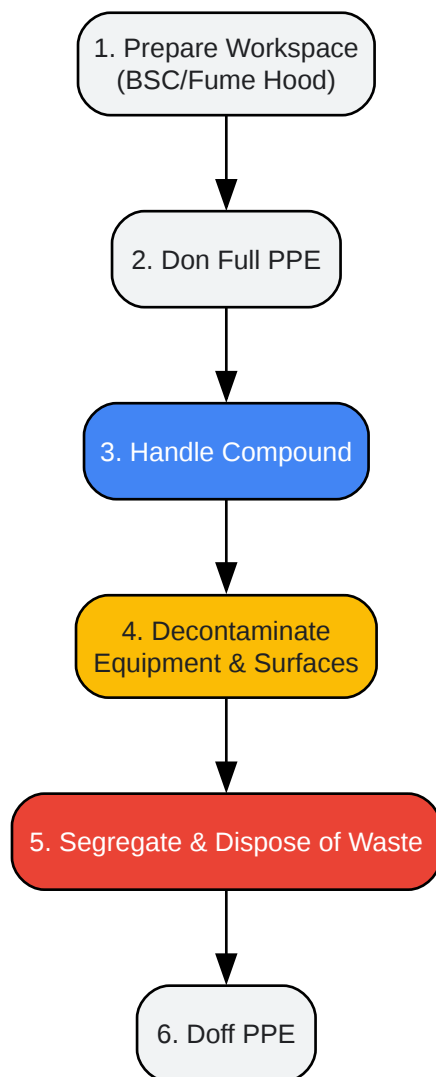 1. Prepare Workspace
(BSC/Fume Hood)
2. Don Full PPE
3. Handle Compound
4. Decontaminate
Equipment & Surfaces
5. Segregate & Dispose of Waste
6. Doff PPE